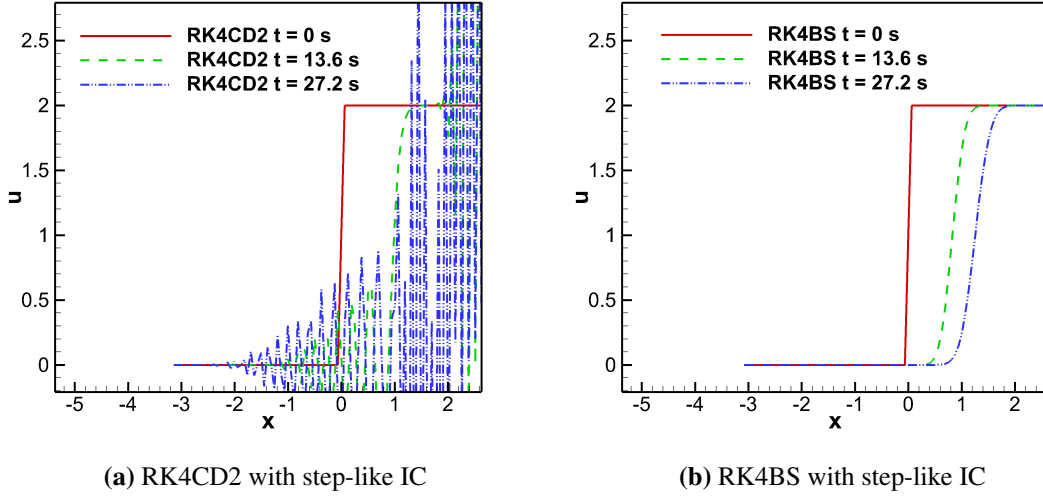 RK4CD2 t = 0 s
RK4CD2 t = 13.6 s
RK4CD2 t = 27.2 s
2.5
2
1.5
1
0.5
0
u
-5 -4 -3 -2 -1 0 1 2
x
(a) RK4CD2 with step-like IC
RK4BS t = 0 s
RK4BS t = 13.6 s
RK4BS t = 27.2 s
2.5
2
1.5
1
0.5
0
u
-5 -4 -3 -2 -1 0 1 2
x
(b) RK4BS with step-like IC